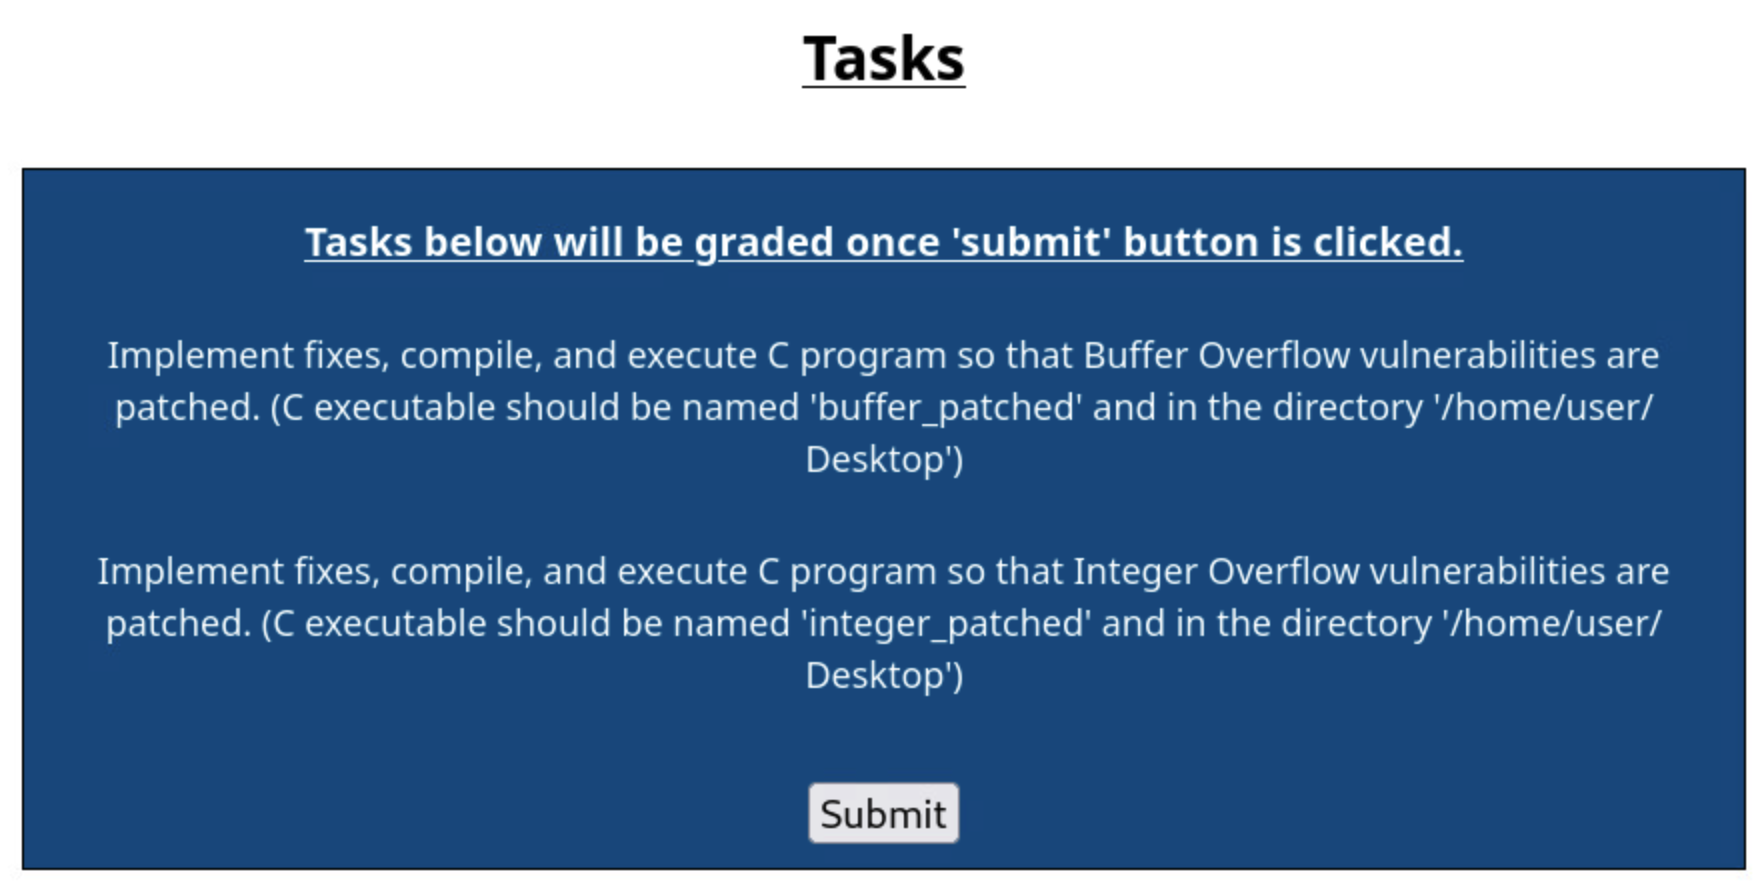 Tasks
Tasks below will be graded once 'submit' button is clicked.
Implement fixes, compile, and execute C program so that Buffer Overflow vulnerabilities are
patched. (C executable should be named 'buffer_patched' and in the directory '/home/user/
Desktop')
Implement fixes, compile, and execute C program so that Integer Overflow vulnerabilities are
patched. (C executable should be named 'integer_patched' and in the directory '/home/user/
Desktop')
Submit